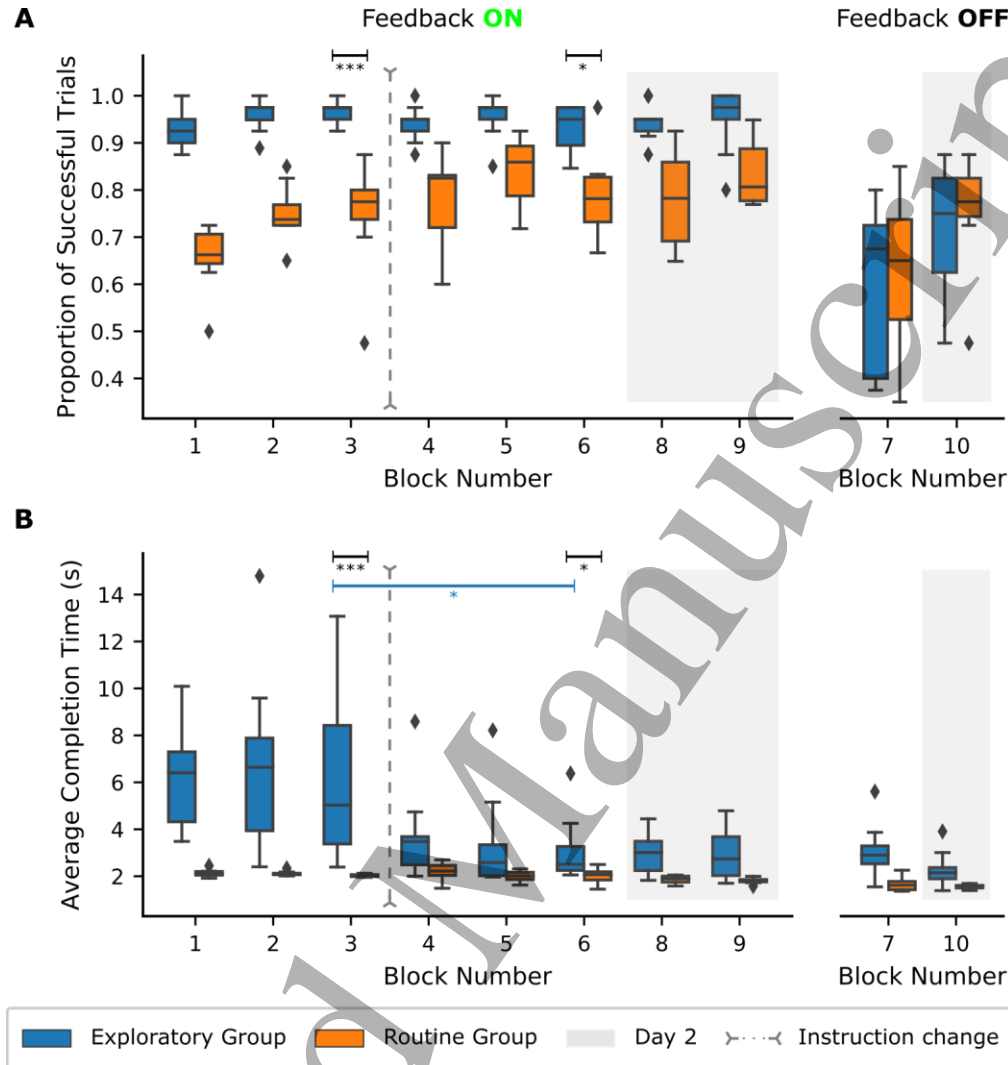 A
Feedback ON
Feedback OFF
***
*
1.0
0.9
0.8
0.7
0.6
0.5
0.4
Proportion of Successful Trials
1 2 3 4 5 6 8 9
7 10
Block Number
Block Number
B
***
*
*
14
12
10
8
6
4
2
Average Completion Time (s)
1 2 3 4 5 6 8 9
7 10
Block Number
Block Number
Exploratory Group Routine Group Day 2 Instruction change
d Manuscrip